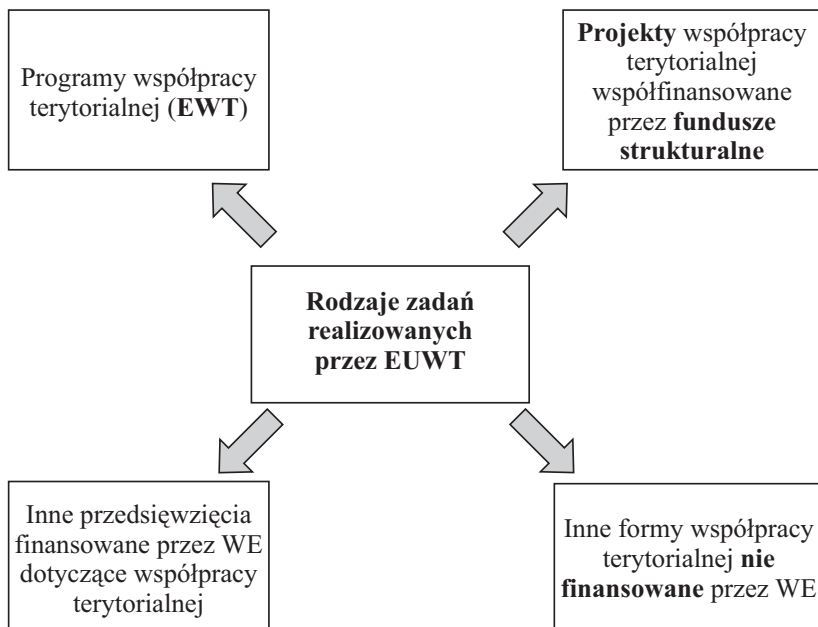 Programy współpracy
terytorialnej (EWT)
Projekty współpracy
terytorialnej
współfinansowane
przez fundusze
strukturalne
Rodzaje zadań
realizowanych
przez EUWT
Inne przedsięwzięcia
finansowane przez WE
dotyczące współpracy
terytorialnej
Inne formy współpracy
terytorialnej nie
finansowane przez WE